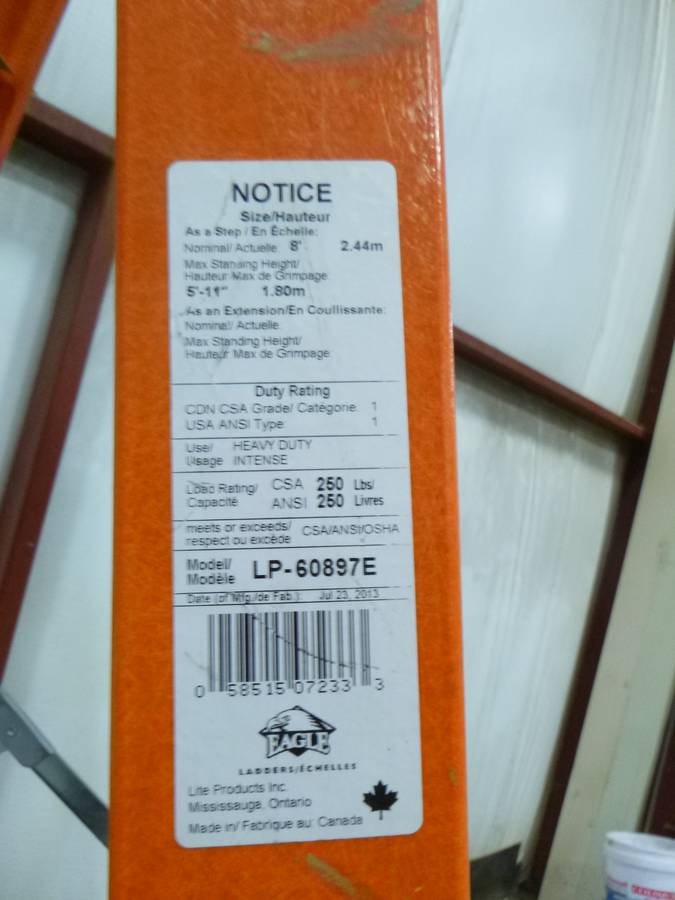 NOTICE
Size/Hauteur
As a Step / En Échelle:
Nominal/ Actuelle 8' 2.44m
Max Standing Height/
Hauteur Max de Grimpage
5'-11" 1.80m
As an Extension/En Coullissante:
Nominal/ Actuelle
Max Standing Height/
Hauteur Max de Grimpage
Duty Rating
CDN CSA Grade/ Catégorie 1
USA ANSI Type 1
Use/ HEAVY DUTY
Usage INTENSE
Load Rating/ CSA 250 Lbs/
Capacité ANSI 250 Livres
meets or exceeds/ CSA/ANSI/OSHA
respect ou excède
Model/
Modèle LP-60897E
Date (of Mfg./de Fab.): Jul 23, 2013
0 58515 07233 3
EAGLE
LADDERS/ÉCHELLES
Lite Products Inc.
Mississauga, Ontario
Made in/ Fabrique au: Canada